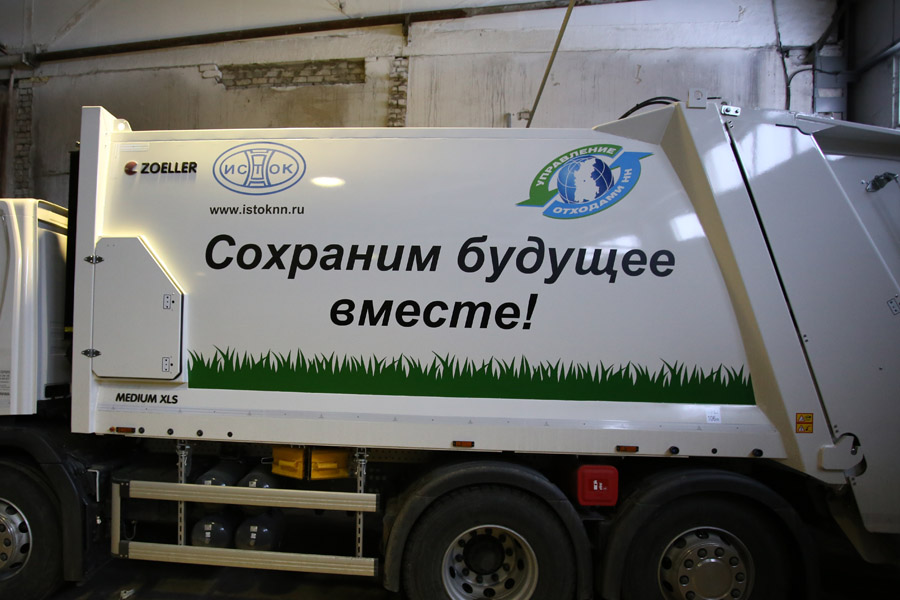 ZOELLER
ИСТОК
www.istoknn.ru
УПРАВЛЕНИЕ
ОТХОДАМИ НН
Сохраним будущее
вместе!
MEDIUM XLS